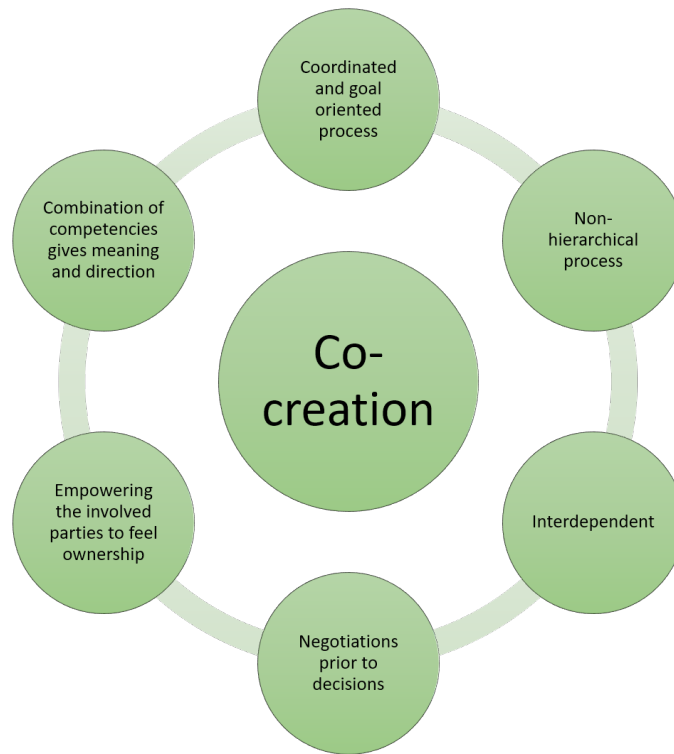 Coordinated
and goal
oriented
process
Non-
hierarchical
process
Interdependent
Negotiations
prior to
decisions
Empowering
the involved
parties to feel
ownership
Combination of
competencies
gives meaning
and direction
Co-
creation